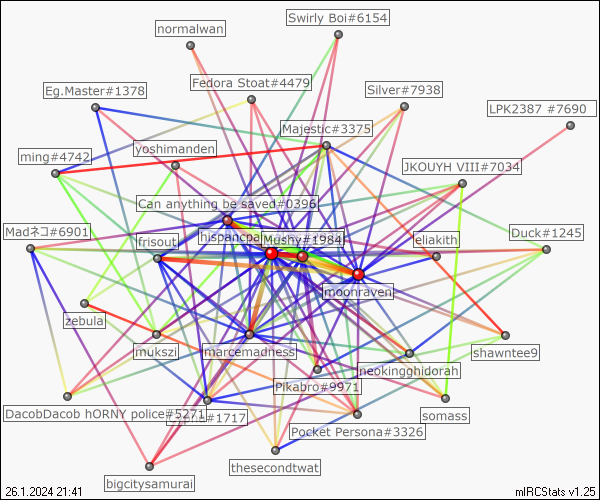 Swirly Boi#6154
normalwan
Fedora Stoat#4479
Eg.Master#1378
Silver#7938
LPK2387 #7690
Majestic#3375
yoshimanden
ming#4742
JKOUYH VIII#7034
Can anything be saved#0396
Madネコ#6901
frisout
hispancpa
Mushy#1984
eliakith
Duck#1245
moonraven
zebula
mukszi
marcemadness
shawntee9
neokingghidorah
Pikabro#9971
DacobDacob hORNY police#5271
#1717
somass
Pocket Persona#3326
thesecondtwat
bigcitysamurai
26.1.2024 21:41
mIRCStats v1.25